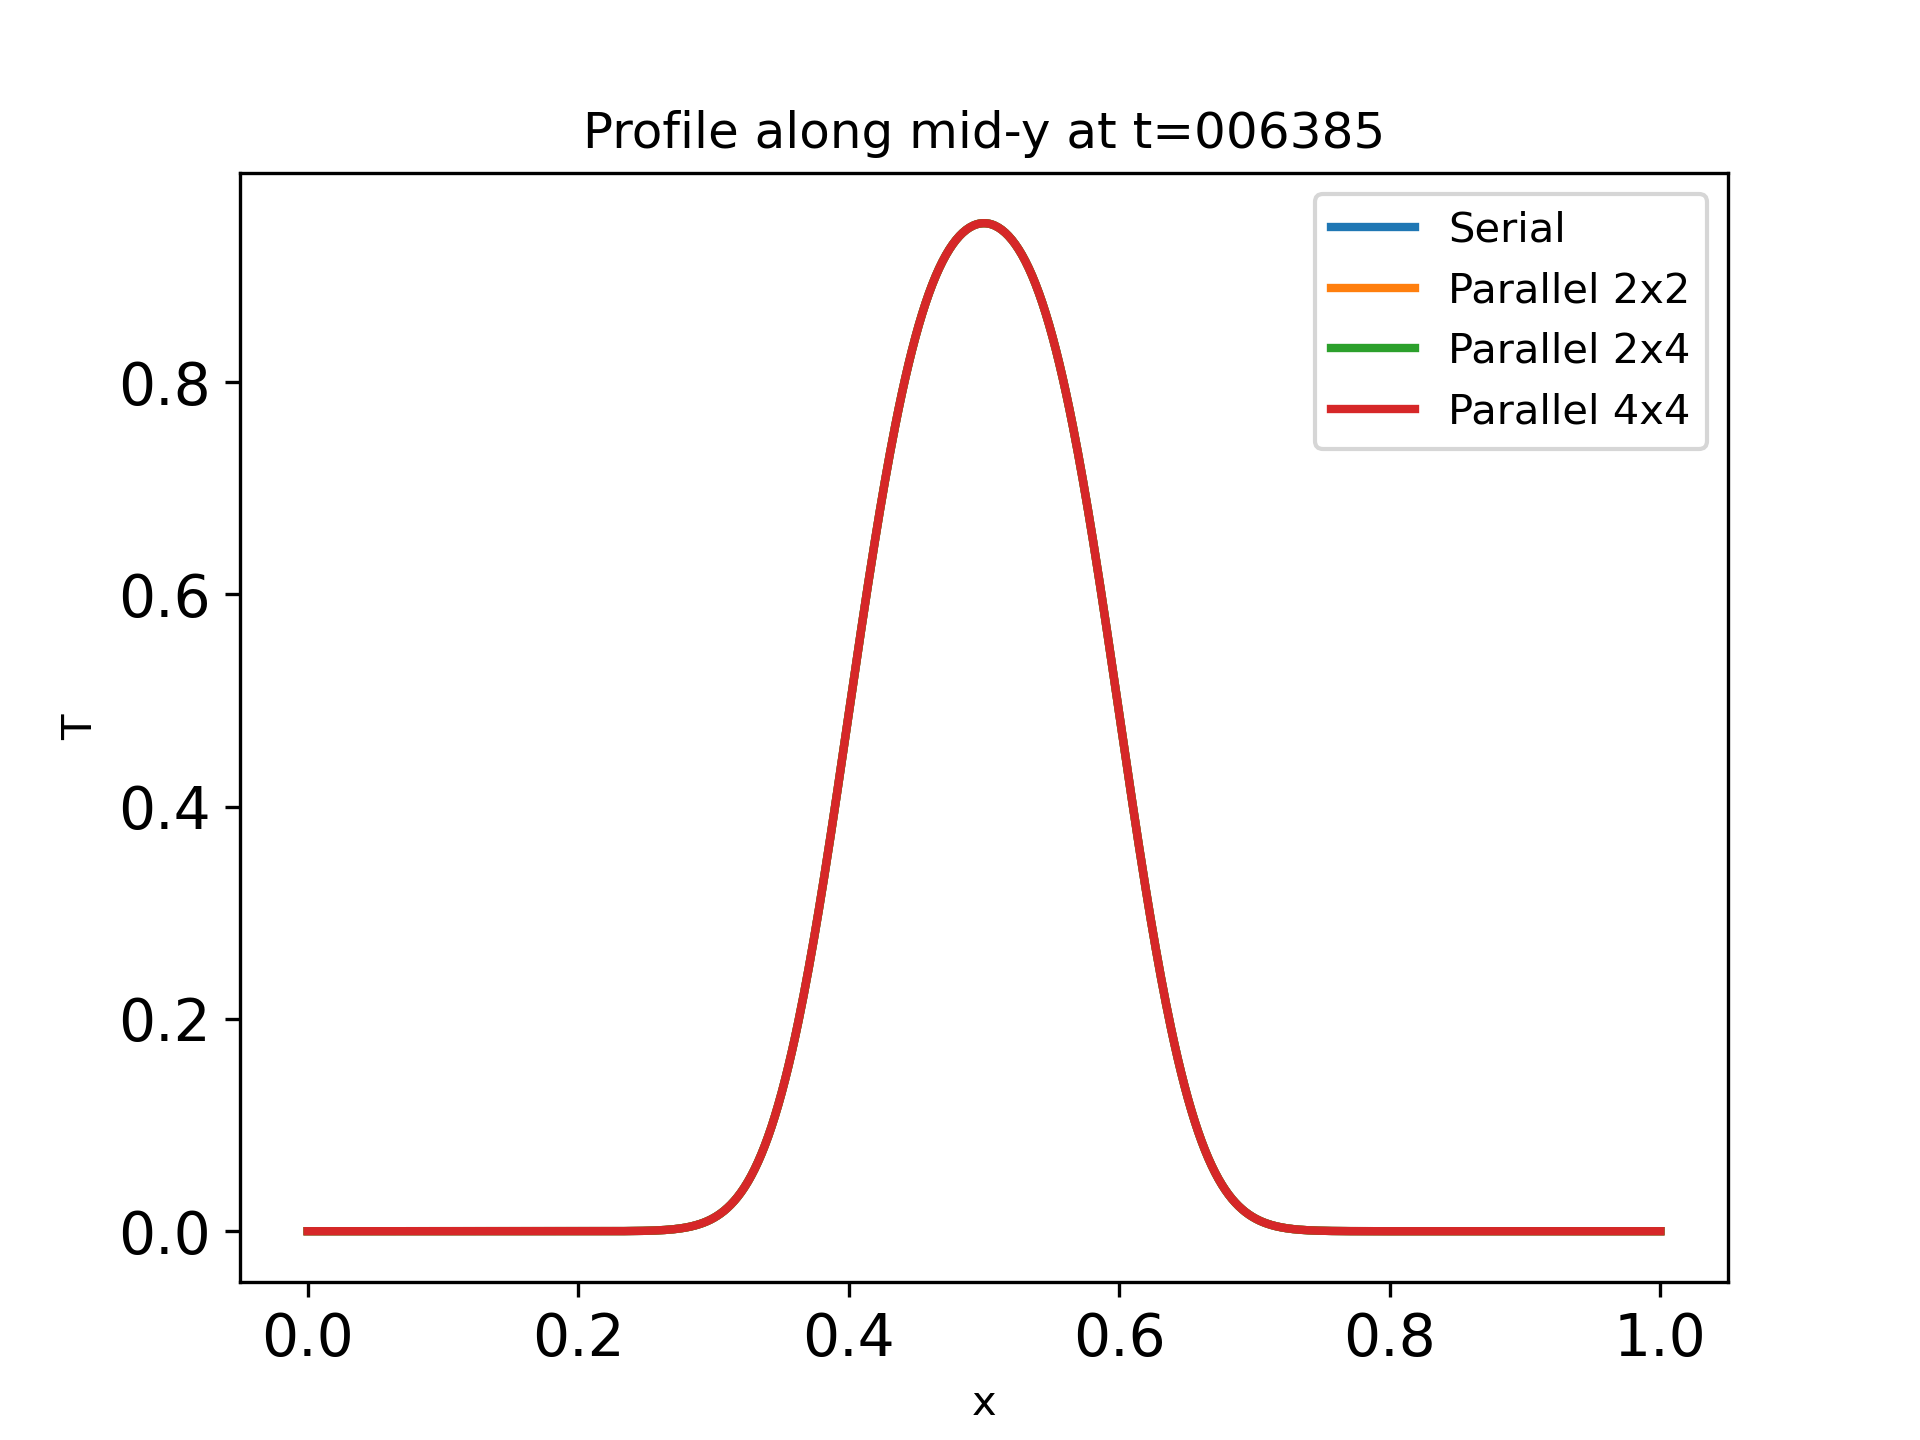 Profile along mid-y at t=006385
Serial
Parallel 2x2
Parallel 2x4
Parallel 4x4
T
0.8
0.6
0.4
0.2
0.0
0.0 0.2 0.4 0.6 0.8 1.0
x